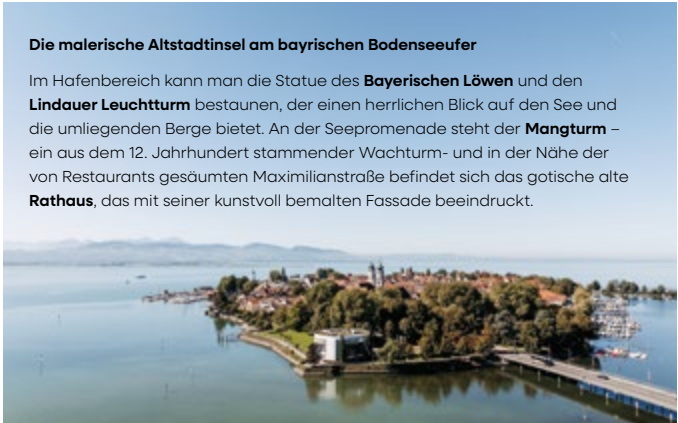 Die malerische Altstadtinsel am bayrischen Bodenseeufer
Im Hafenbereich kann man die Statue des Bayerischen Löwen und den
Lindauer Leuchtturm bestaunen, der einen herrlichen Blick auf den See und
die umliegenden Berge bietet. An der Seepromenade steht der Mangturm –
ein aus dem 12. Jahrhundert stammender Wachturm- und in der Nähe der
von Restaurants gesäumten Maximilianstraße befindet sich das gotische alte
Rathaus, das mit seiner kunstvoll bemalten Fassade beeindruckt.